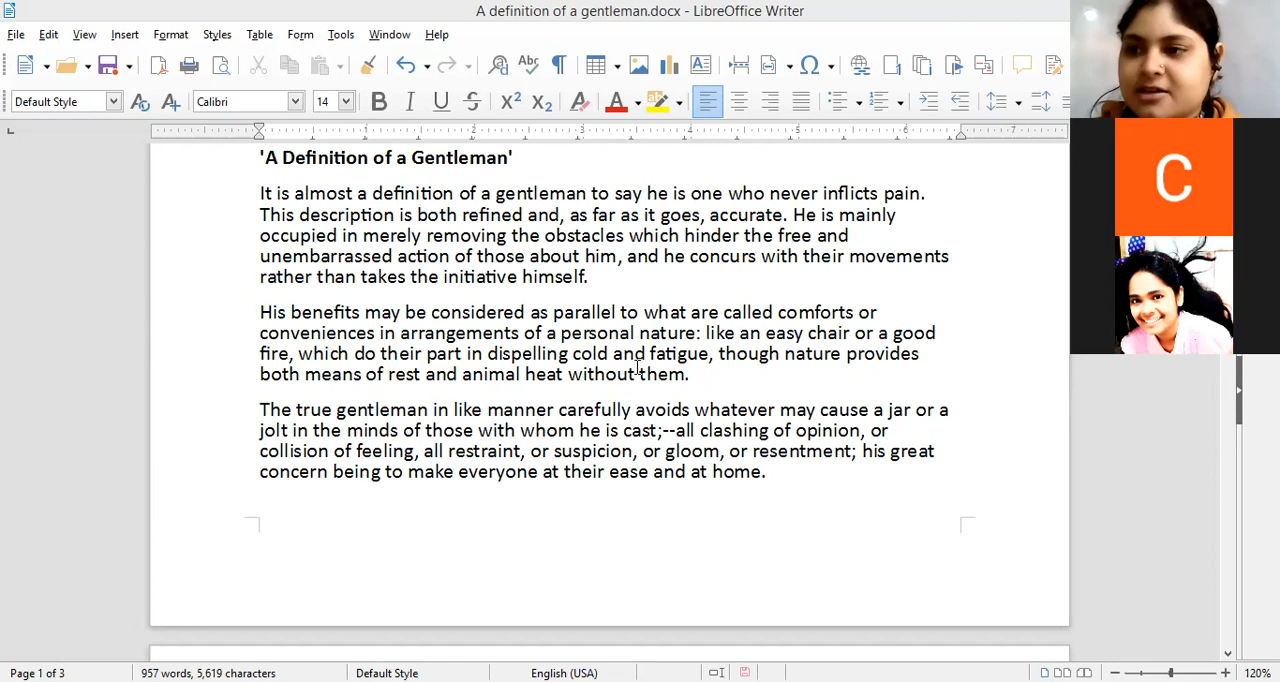 A definition of a gentleman.docx - LibreOffice Writer
File Edit View Insert Format Styles Table Form Tools Window Help
Default Style Calibri 14
1 2 3 4 5 6 7
'A Definition of a Gentleman'
It is almost a definition of a gentleman to say he is one who never inflicts pain.
This description is both refined and, as far as it goes, accurate. He is mainly
occupied in merely removing the obstacles which hinder the free and
unembarrassed action of those about him, and he concurs with their movements
rather than takes the initiative himself.
His benefits may be considered as parallel to what are called comforts or
conveniences in arrangements of a personal nature: like an easy chair or a good
fire, which do their part in dispelling cold and fatigue, though nature provides
both means of rest and animal heat without them.
The true gentleman in like manner carefully avoids whatever may cause a jar or a
jolt in the minds of those with whom he is cast;--all clashing of opinion, or
collision of feeling, all restraint, or suspicion, or gloom, or resentment; his great
concern being to make everyone at their ease and at home.
C
Page 1 of 3 957 words, 5,619 characters Default Style English (USA) 120%